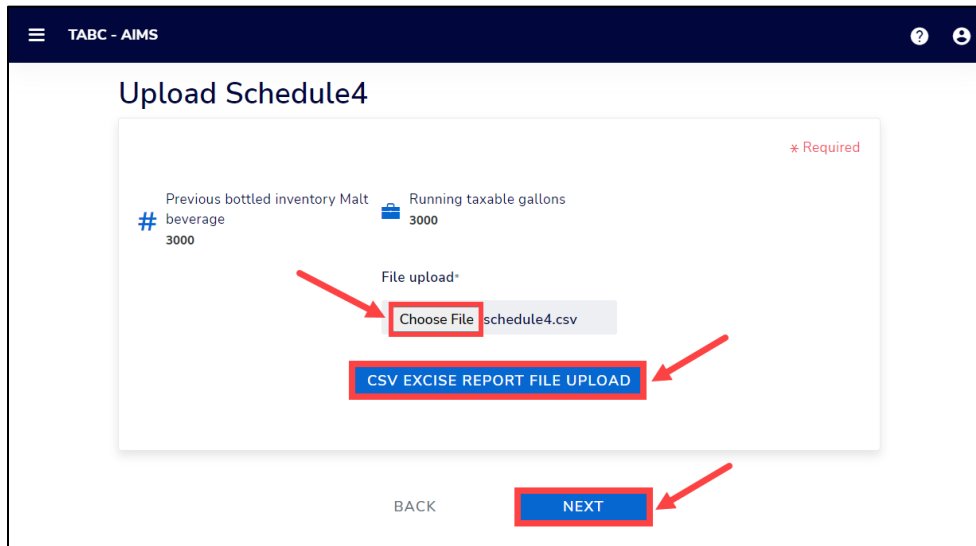 TABC - AIMS
Upload Schedule4
* Required
Previous bottled inventory Malt
beverage
3000
Running taxable gallons
3000
File upload*
Choose File schedule4.csv
CSV EXCISE REPORT FILE UPLOAD
BACK
NEXT